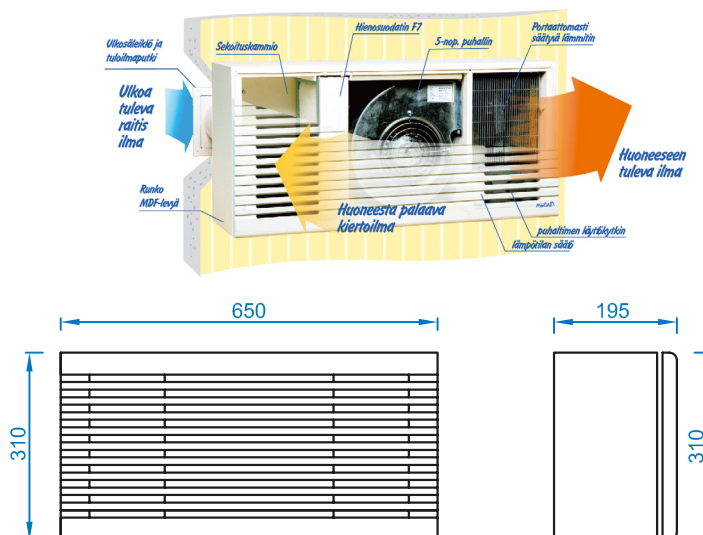 Hienosuodatin F7
Portaattomasti
säätyvä lämmitin
Ulkosäleikkö ja
tuloilmaputki
Sekoituskammio
5-nop. puhallin
Ulkoa
tuleva
raitis
ilma
Huoneeseen
tuleva ilma
Runko
MDF-levyä
Huoneesta palaava
kiertoilma
puhaltimen käyttökytkin
lämpötilan säätö
650
195
310
310